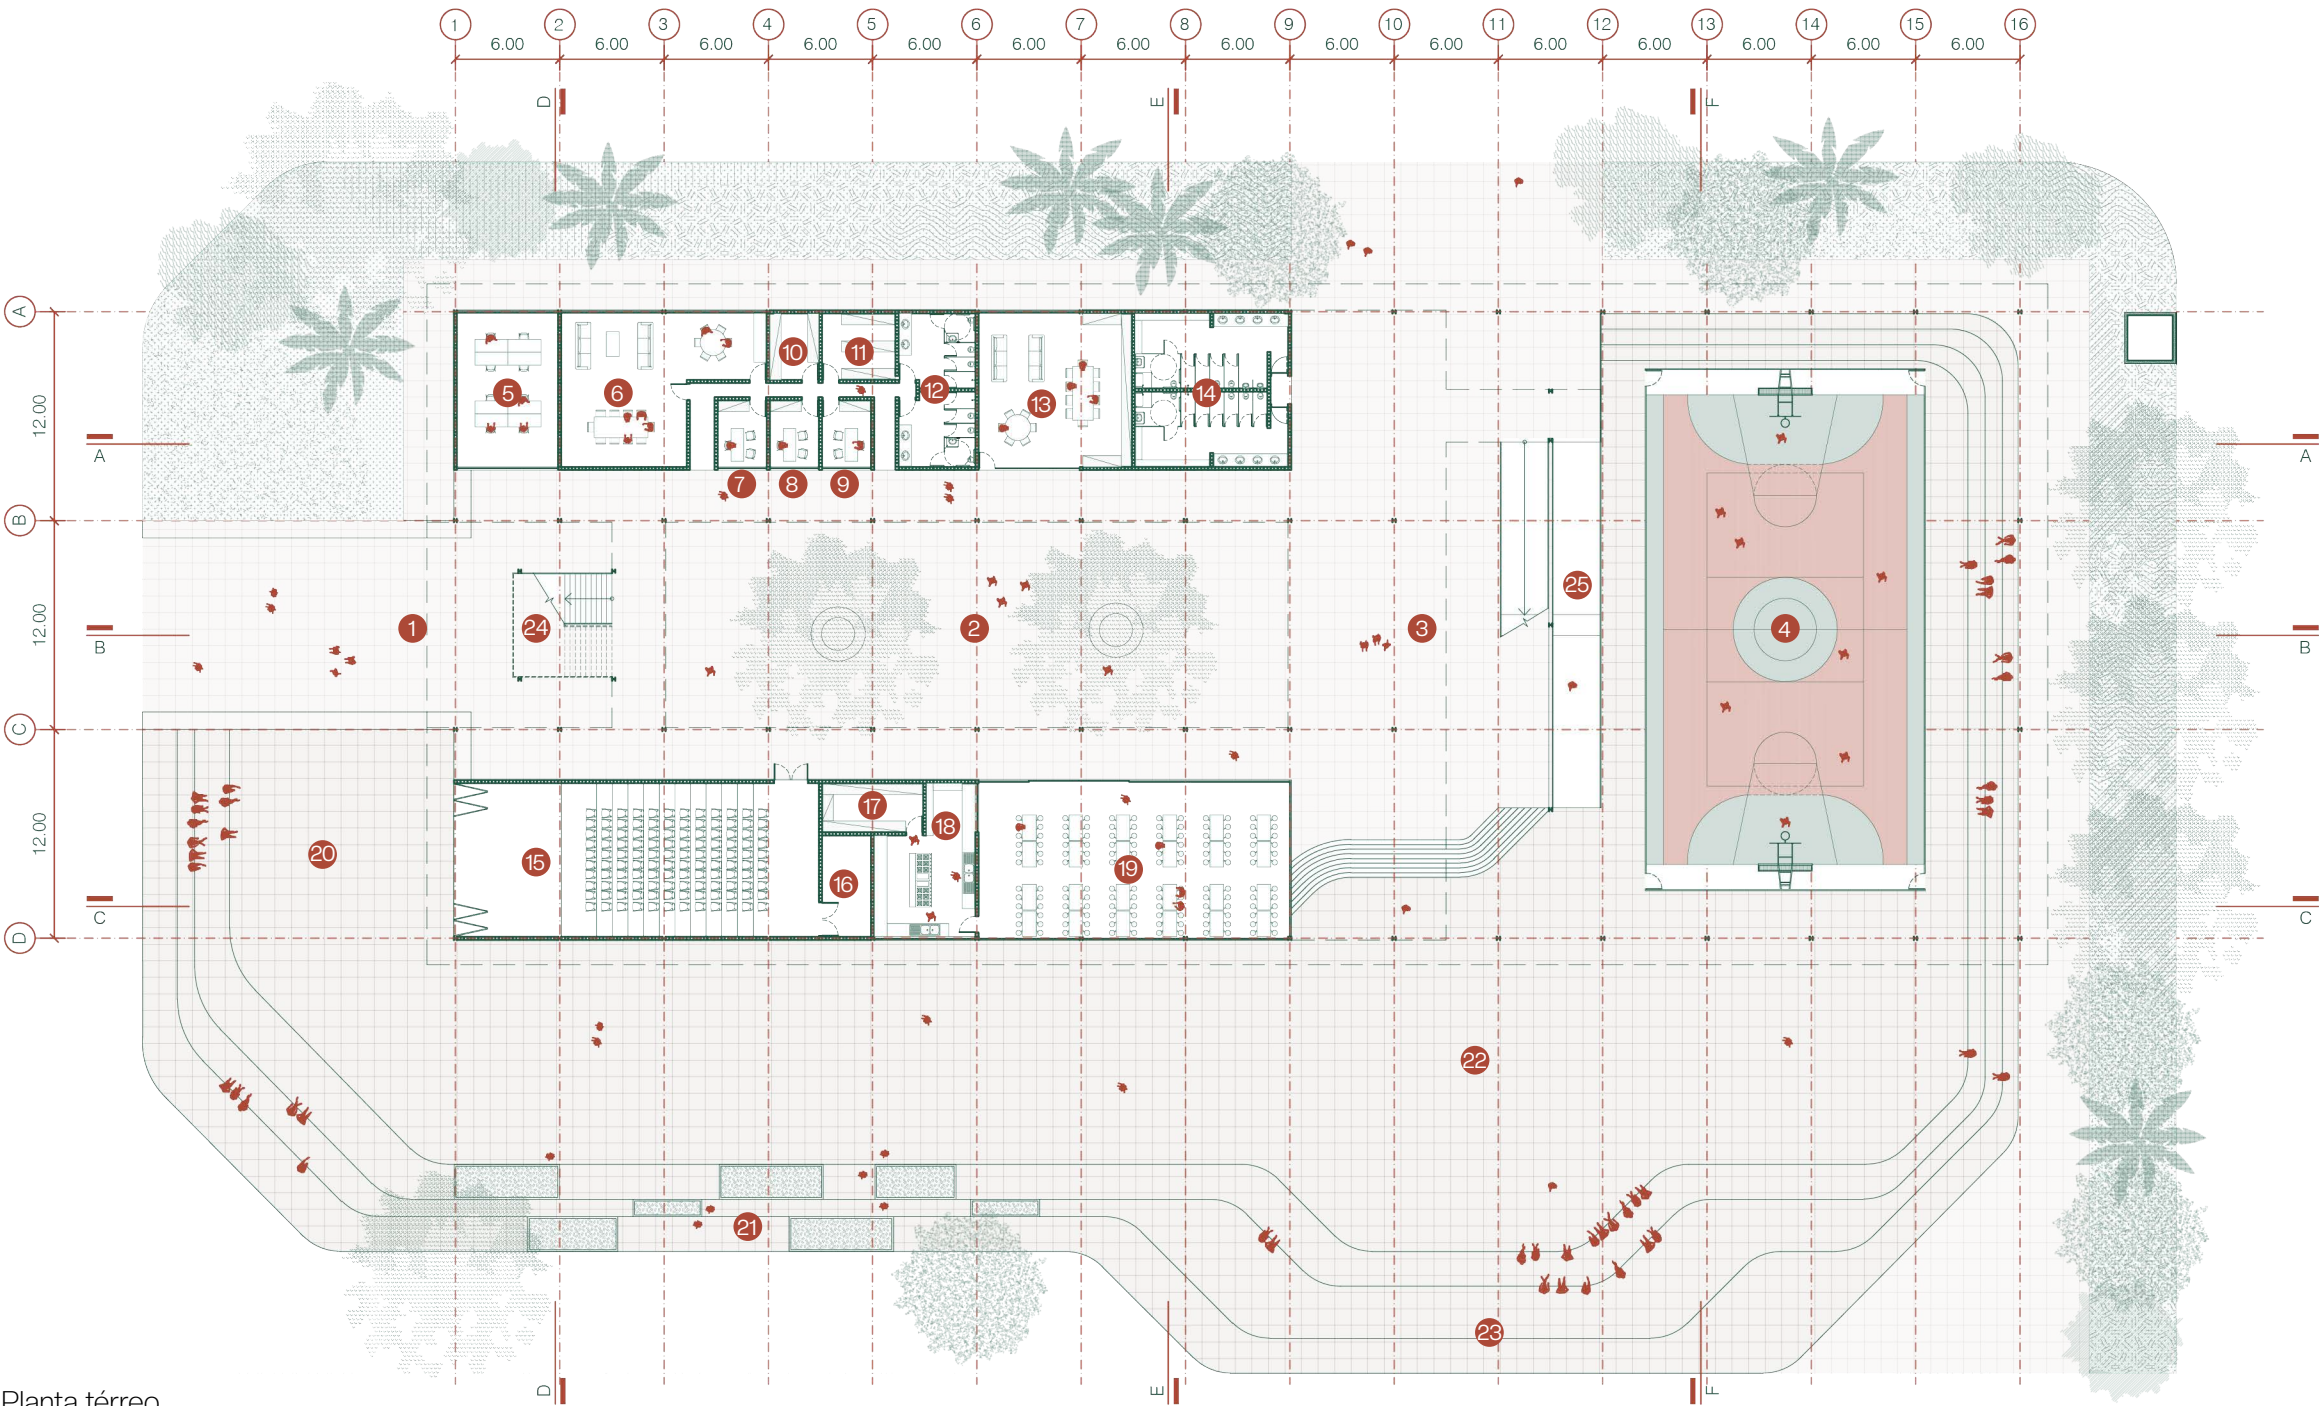 1 2 3 4 5 6 7 8 9 10 11 12 13 14 15 16
6.00 6.00 6.00 6.00 6.00 6.00 6.00 6.00 6.00 6.00 6.00 6.00 6.00 6.00 6.00
D E F
A
12.00
A A
B
12.00
B B
C
12.00
C C
D
10 11
5 6 12 13 14
7 8 9
25
1 24 2 3 4
17
18
20 15 16 19
22
21
23
D E F
Planta térreo